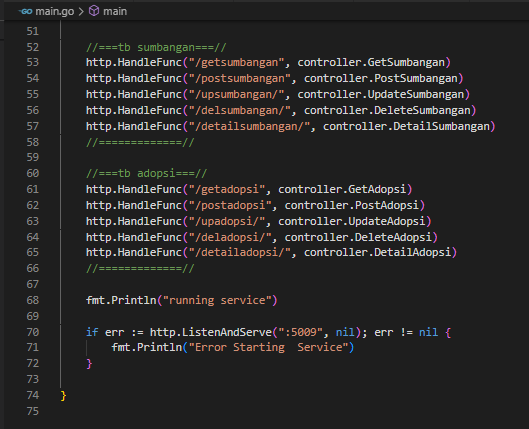 main.go > main
51
52 //===tb sumbangan===//
53 http.HandleFunc("/getsumbangan", controller.GetSumbangan)
54 http.HandleFunc("/postsumbangan", controller.PostSumbangan)
55 http.HandleFunc("/upsumbangan/", controller.UpdateSumbangan)
56 http.HandleFunc("/delsumbangan/", controller.DeleteSumbangan)
57 http.HandleFunc("/detailsumbangan/", controller.DetailSumbangan)
58 //=============//
59
60 //===tb adopsi===//
61 http.HandleFunc("/getadopsi", controller.GetAdopsi)
62 http.HandleFunc("/postadopsi", controller.PostAdopsi)
63 http.HandleFunc("/upadopsi/", controller.UpdateAdopsi)
64 http.HandleFunc("/deladopsi/", controller.DeleteAdopsi)
65 http.HandleFunc("/detailadopsi/", controller.DetailAdopsi)
66 //=============//
67
68 fmt.Println("running service")
69
70 if err := http.ListenAndServe(":5009", nil); err != nil {
71 fmt.Println("Error Starting  Service")
72 }
73
74 }
75